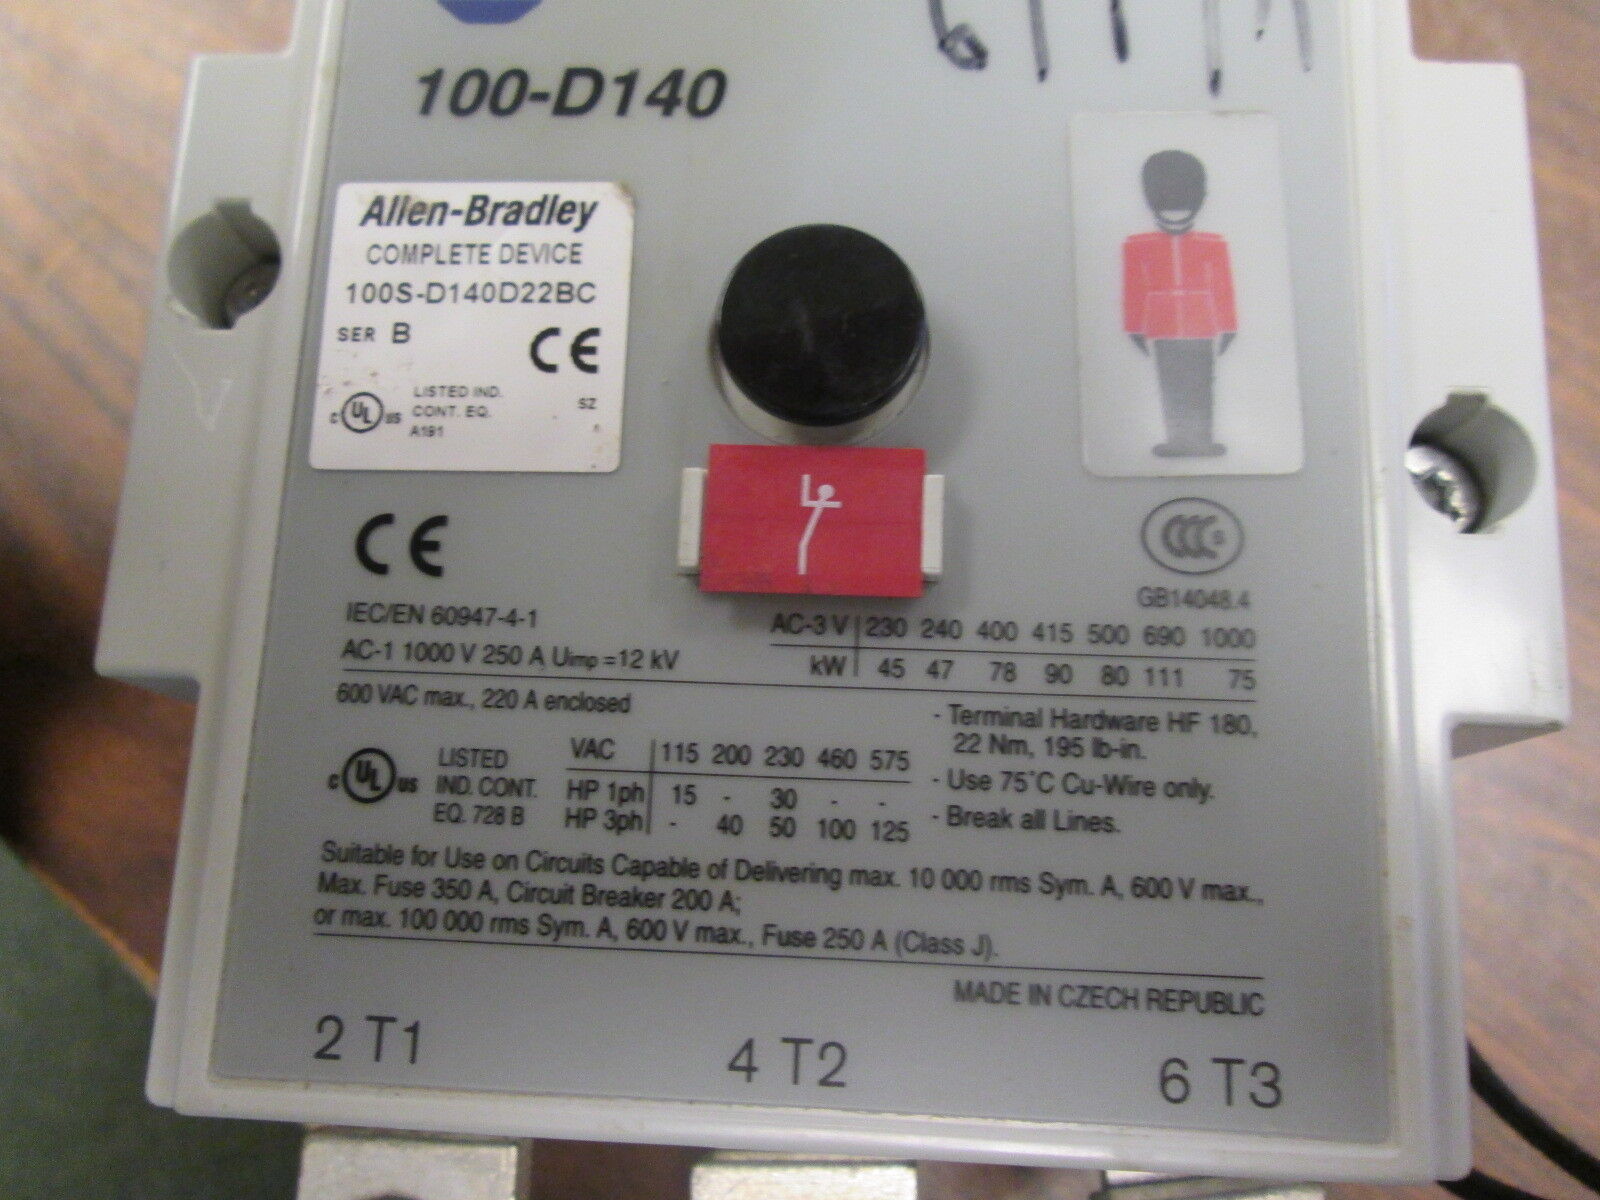 100-D140
Allen-Bradley
COMPLETE DEVICE
100S-D140D22BC
SER B
CE
C UL US
LISTED IND.
CONT. EQ.
A191
SZ
CE
CCC S
GB14048.4
IEC/EN 60947-4-1
AC-1 1000 V 250 A Uimp =12 kV
AC-3 V 230 240 400 415 500 690 1000
kW 45 47 78 90 80 111 75
600 VAC max., 220 A enclosed
C UL US
LISTED
IND. CONT.
EQ. 728 B
VAC 115 200 230 460 575
HP 1ph 15 - 30 - -
HP 3ph - 40 50 100 125
- Terminal Hardware HF 180,
22 Nm, 195 lb-in.
- Use 75°C Cu-Wire only.
- Break all Lines.
Suitable for Use on Circuits Capable of Delivering max. 10 000 rms Sym. A, 600 V max.,
Max. Fuse 350 A, Circuit Breaker 200 A;
or max. 100 000 rms Sym. A, 600 V max., Fuse 250 A (Class J).
MADE IN CZECH REPUBLIC
2 T1
4 T2
6 T3